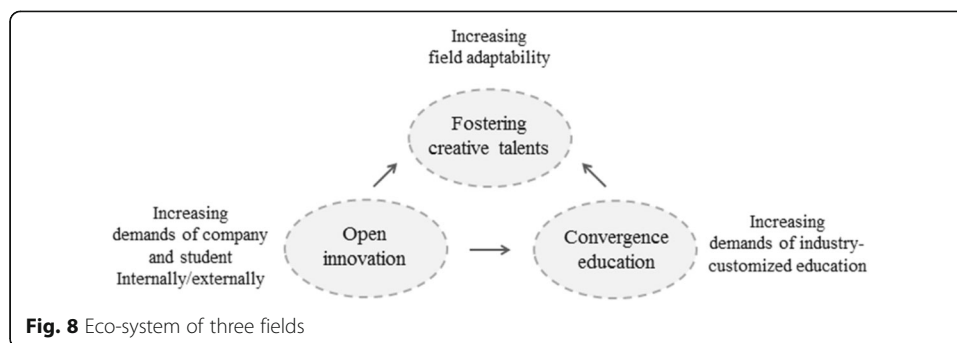 Increasing
field adaptability
Fostering
creative talents
Increasing
demands of company
and student
Internally/externally
Open
innovation
Convergence
education
Increasing
demands of industry-
customized education
Fig. 8 Eco-system of three fields